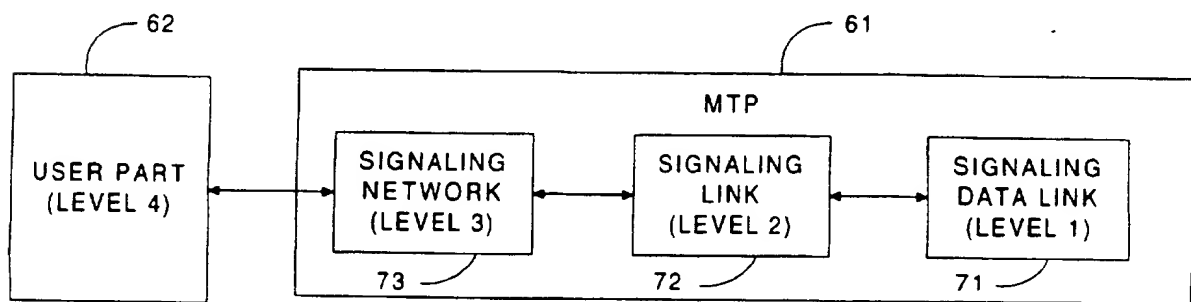 62
61
MTP
USER PART
(LEVEL 4)
SIGNALING
NETWORK
(LEVEL 3)
SIGNALING
LINK
(LEVEL 2)
SIGNALING
DATA LINK
(LEVEL 1)
73
72
71